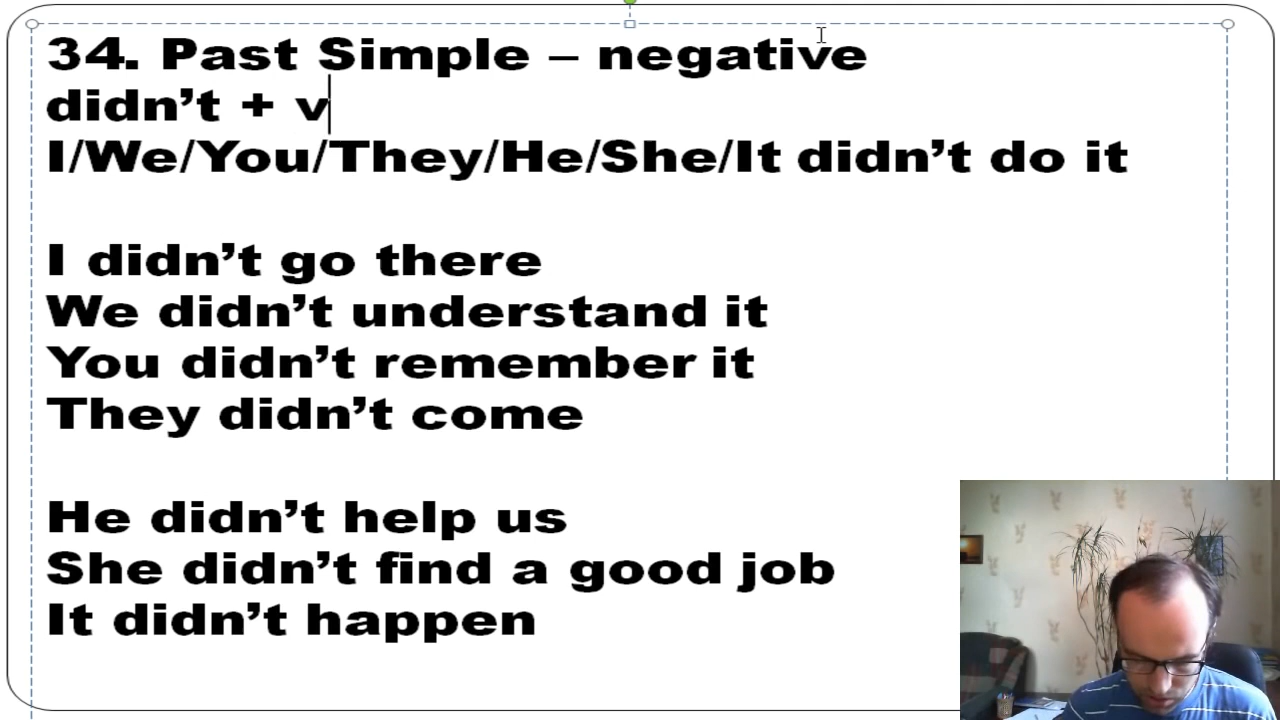 34. Past Simple – negative
didn’t + v
I/We/You/They/He/She/It didn’t do it
I didn’t go there
We didn’t understand it
You didn’t remember it
They didn’t come
He didn’t help us
She didn’t find a good job
It didn’t happen